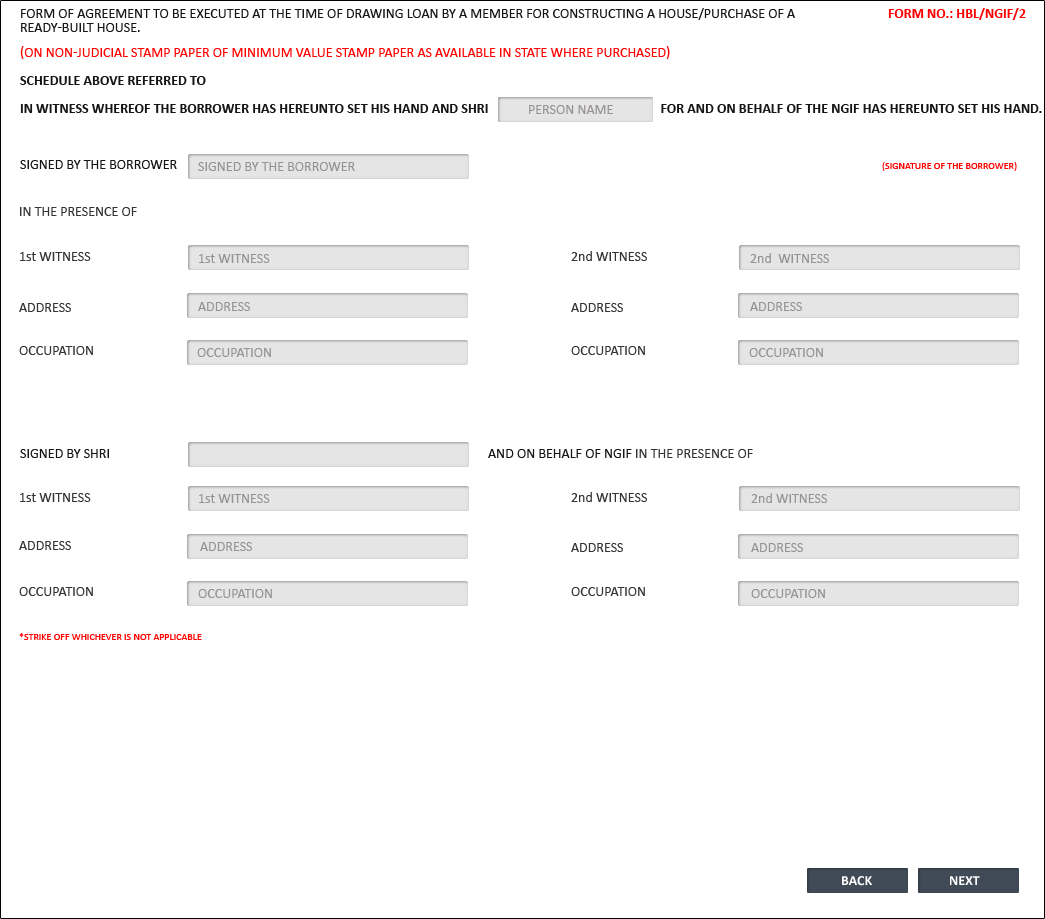 FORM OF AGREEMENT TO BE EXECUTED AT THE TIME OF DRAWING LOAN BY A MEMBER FOR CONSTRUCTING A HOUSE/PURCHASE OF A
READY-BUILT HOUSE.
FORM NO.: HBL/NGIF/2
(ON NON-JUDICIAL STAMP PAPER OF MINIMUM VALUE STAMP PAPER AS AVAILABLE IN STATE WHERE PURCHASED)
SCHEDULE ABOVE REFERRED TO
IN WITNESS WHEREOF THE BORROWER HAS HEREUNTO SET HIS HAND AND SHRI PERSON NAME FOR AND ON BEHALF OF THE NGIF HAS HEREUNTO SET HIS HAND.
SIGNED BY THE BORROWER SIGNED BY THE BORROWER (SIGNATURE OF THE BORROWER)
IN THE PRESENCE OF
1st WITNESS 1st WITNESS 2nd WITNESS 2nd WITNESS
ADDRESS ADDRESS ADDRESS ADDRESS
OCCUPATION OCCUPATION OCCUPATION OCCUPATION
SIGNED BY SHRI AND ON BEHALF OF NGIF IN THE PRESENCE OF
1st WITNESS 1st WITNESS 2nd WITNESS 2nd WITNESS
ADDRESS ADDRESS ADDRESS ADDRESS
OCCUPATION OCCUPATION OCCUPATION OCCUPATION
*STRIKE OFF WHICHEVER IS NOT APPLICABLE
BACK NEXT